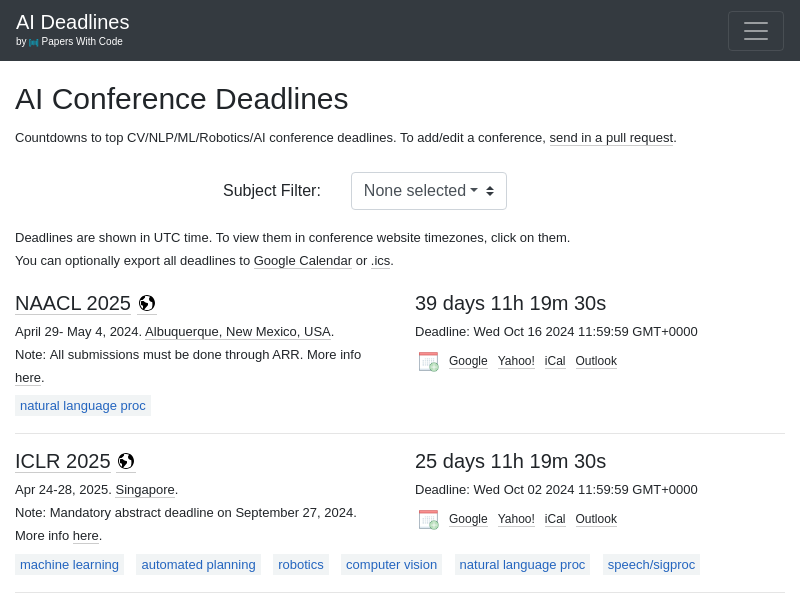 AI Deadlines
by Papers With Code
AI Conference Deadlines
Countdowns to top CV/NLP/ML/Robotics/AI conference deadlines. To add/edit a conference, send in a pull request.
Subject Filter: None selected
Deadlines are shown in UTC time. To view them in conference website timezones, click on them.
You can optionally export all deadlines to Google Calendar or .ics.
NAACL 2025
April 29- May 4, 2024. Albuquerque, New Mexico, USA.
Note: All submissions must be done through ARR. More info
here.
natural language proc
39 days 11h 19m 30s
Deadline: Wed Oct 16 2024 11:59:59 GMT+0000
Google Yahoo! iCal Outlook
ICLR 2025
Apr 24-28, 2025. Singapore.
Note: Mandatory abstract deadline on September 27, 2024.
More info here.
25 days 11h 19m 30s
Deadline: Wed Oct 02 2024 11:59:59 GMT+0000
Google Yahoo! iCal Outlook
machine learning automated planning robotics computer vision natural language proc speech/sigproc